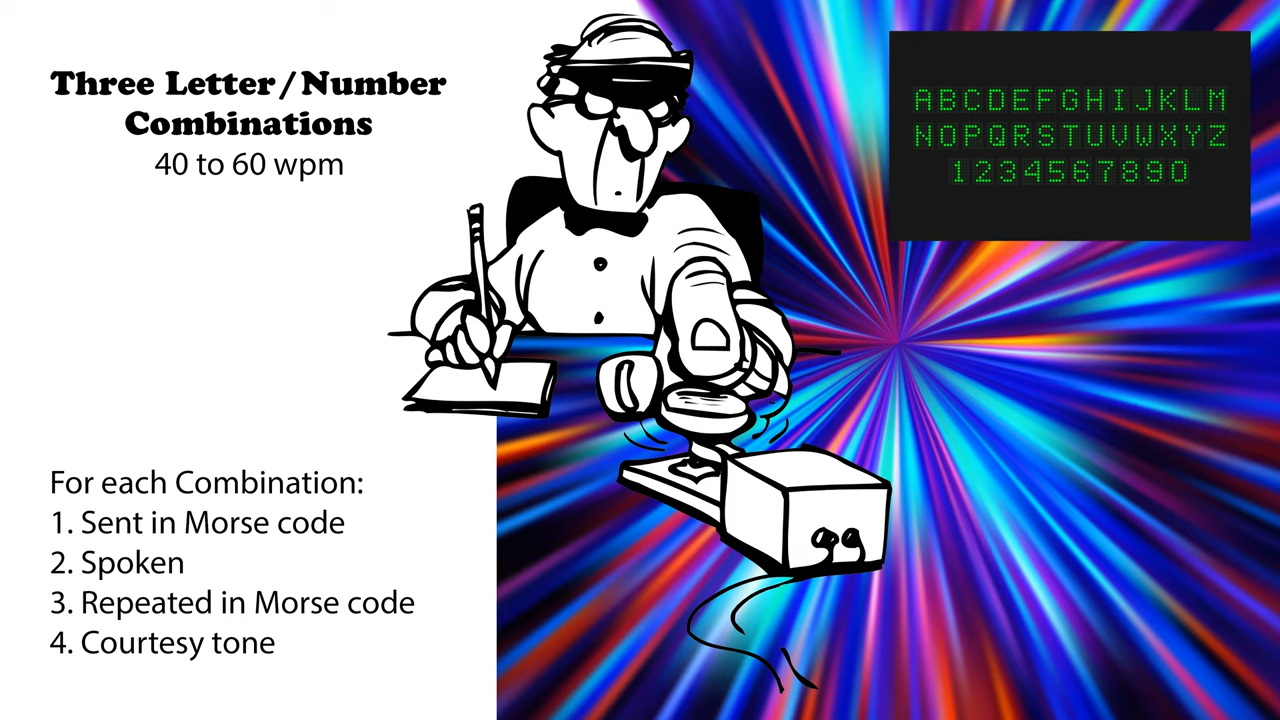 Three Letter/Number
Combinations
40 to 60 wpm
ABCDEFGHIJKLM
NOPQRSTUVWXYZ
1234567890
For each Combination:
1. Sent in Morse code
2. Spoken
3. Repeated in Morse code
4. Courtesy tone